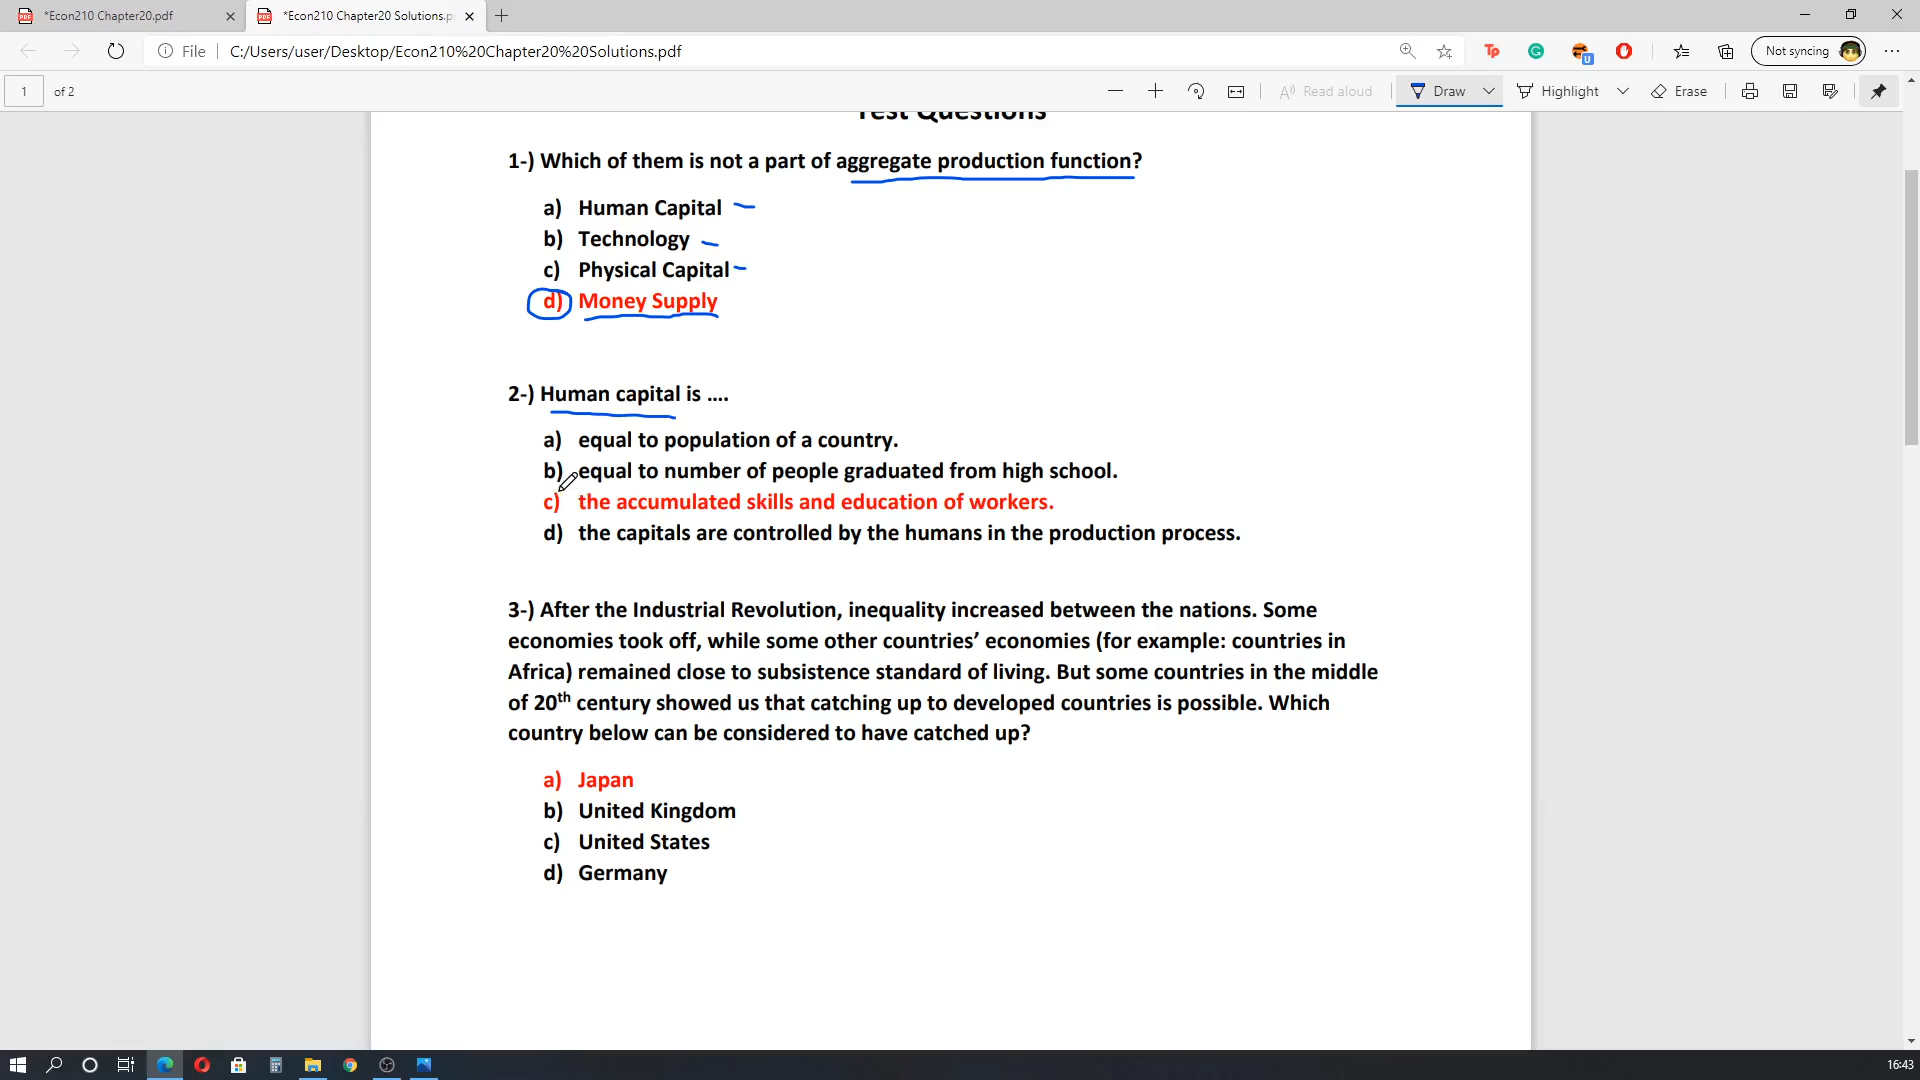 *Econ210 Chapter20.pdf
*Econ210 Chapter20 Solutions.p
File
C:/Users/user/Desktop/Econ210%20Chapter20%20Solutions.pdf
Not syncing
1 of 2
Read aloud
Draw
Highlight
Erase
Test Questions
1-) Which of them is not a part of aggregate production function?
a) Human Capital
b) Technology
c) Physical Capital
d) Money Supply
2-) Human capital is ....
a) equal to population of a country.
b) equal to number of people graduated from high school.
c) the accumulated skills and education of workers.
d) the capitals are controlled by the humans in the production process.
3-) After the Industrial Revolution, inequality increased between the nations. Some
economies took off, while some other countries’ economies (for example: countries in
Africa) remained close to subsistence standard of living. But some countries in the middle
of 20th century showed us that catching up to developed countries is possible. Which
country below can be considered to have catched up?
a) Japan
b) United Kingdom
c) United States
d) Germany
16:43